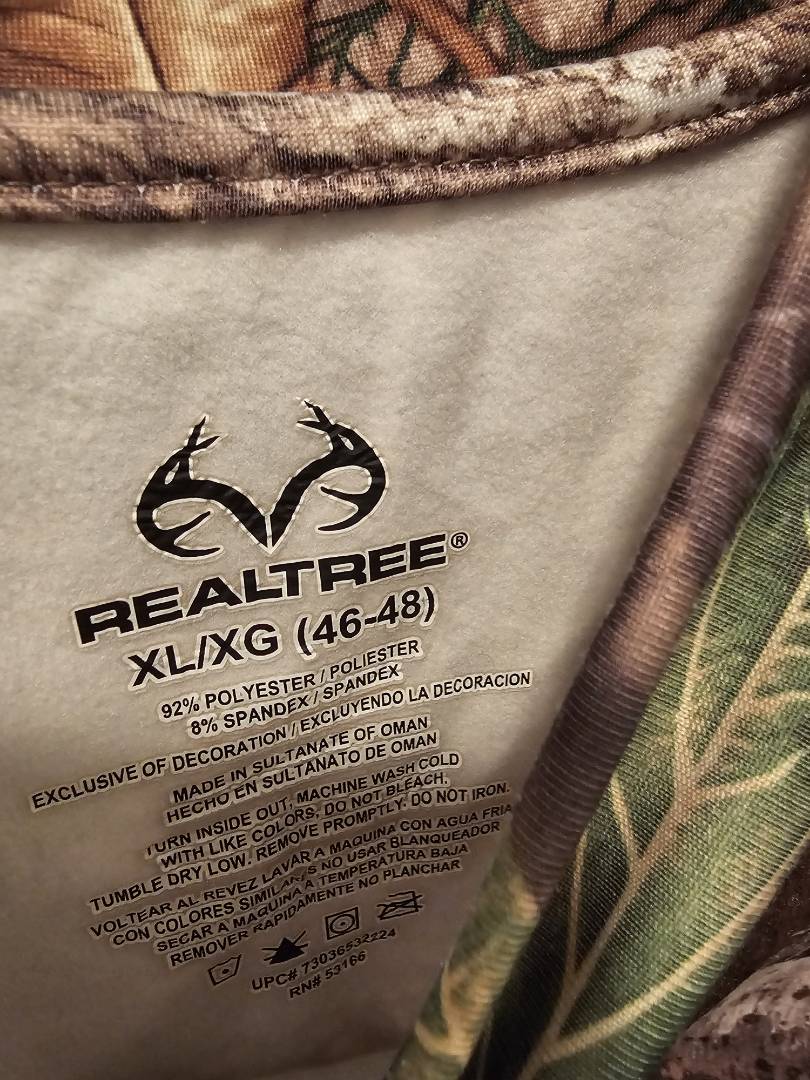 REALTREE®
XL/XG (46-48)
92% POLYESTER / POLIESTER
8% SPANDEX / SPANDEX
EXCLUSIVE OF DECORATION / EXCLUYENDO LA DECORACION
MADE IN SULTANATE OF OMAN
HECHO EN SULTANATO DE OMAN
TURN INSIDE OUT, MACHINE WASH COLD
WITH LIKE COLORS, DO NOT BLEACH,
TUMBLE DRY LOW. REMOVE PROMPTLY. DO NOT IRON.
VOLTEAR AL REVEZ LAVAR A MAQUINA CON AGUA FRIA
CON COLORES SIMILARES NO USAR BLANQUEADOR
SECAR A MAQUINA A TEMPERATURA BAJA
REMOVER RAPIDAMENTE NO PLANCHAR
UPC# 73036532224
RN# 53166